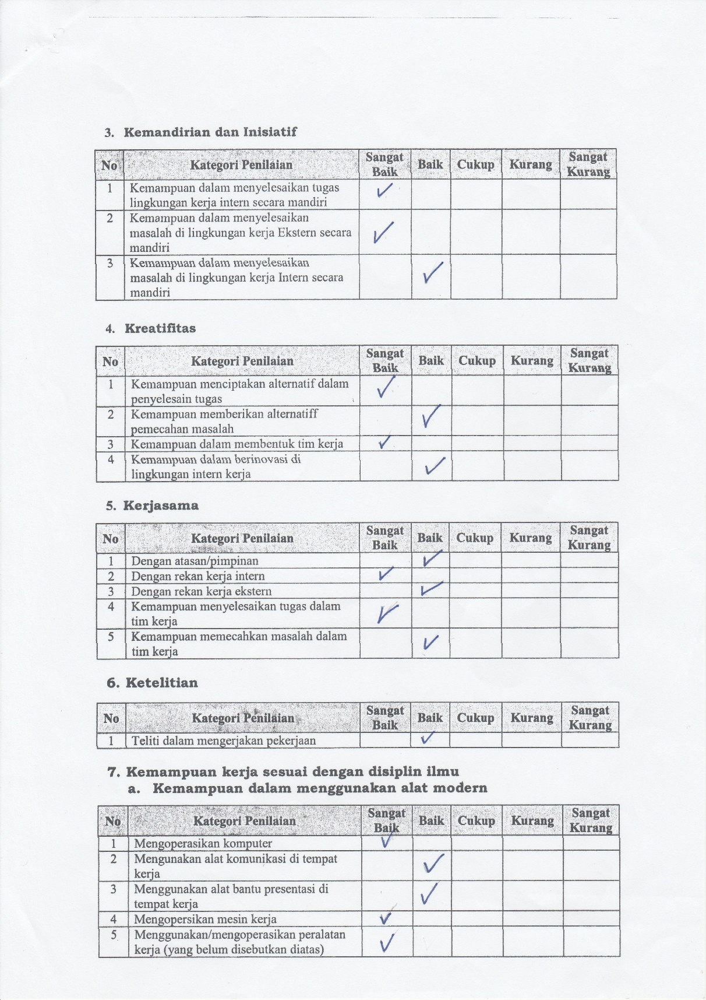 3. Kemandirian dan Inisiatif
No Kategori Penilaian Sangat Baik Baik Cukup Kurang Sangat Kurang
1 Kemampuan dalam menyelesaikan tugas ✓
lingkungan kerja intern secara mandiri
2 Kemampuan dalam menyelesaikan
masalah di lingkungan kerja Ekstern secara ✓
mandiri
3 Kemampuan dalam menyelesaikan
masalah di lingkungan kerja Intern secara ✓
mandiri
4. Kreatifitas
No Kategori Penilaian Sangat Baik Baik Cukup Kurang Sangat Kurang
1 Kemampuan menciptakan alternatif dalam ✓
penyelesain tugas
2 Kemampuan memberikan alternatiff ✓
pemecahan masalah
3 Kemampuan dalam membentuk tim kerja ✓
4 Kemampuan dalam berinovasi di ✓
lingkungan intern kerja
5. Kerjasama
No Kategori Penilaian Sangat Baik Baik Cukup Kurang Sangat Kurang
1 Dengan atasan/pimpinan ✓
2 Dengan rekan kerja intern ✓
3 Dengan rekan kerja ekstern ✓
4 Kemampuan menyelesaikan tugas dalam ✓
tim kerja
5 Kemampuan memecahkan masalah dalam ✓
tim kerja
6. Ketelitian
No Kategori Penilaian Sangat Baik Baik Cukup Kurang Sangat Kurang
1 Teliti dalam mengerjakan pekerjaan ✓
7. Kemampuan kerja sesuai dengan disiplin ilmu
a. Kemampuan dalam menggunakan alat modern
No Kategori Penilaian Sangat Baik Baik Cukup Kurang Sangat Kurang
1 Mengoperasikan komputer ✓
2 Mengunakan alat komunikasi di tempat ✓
kerja
3 Menggunakan alat bantu presentasi di ✓
tempat kerja
4 Mengopersikan mesin kerja ✓
5 Menggunakan/mengoperasikan peralatan ✓
kerja (yang belum disebutkan diatas)